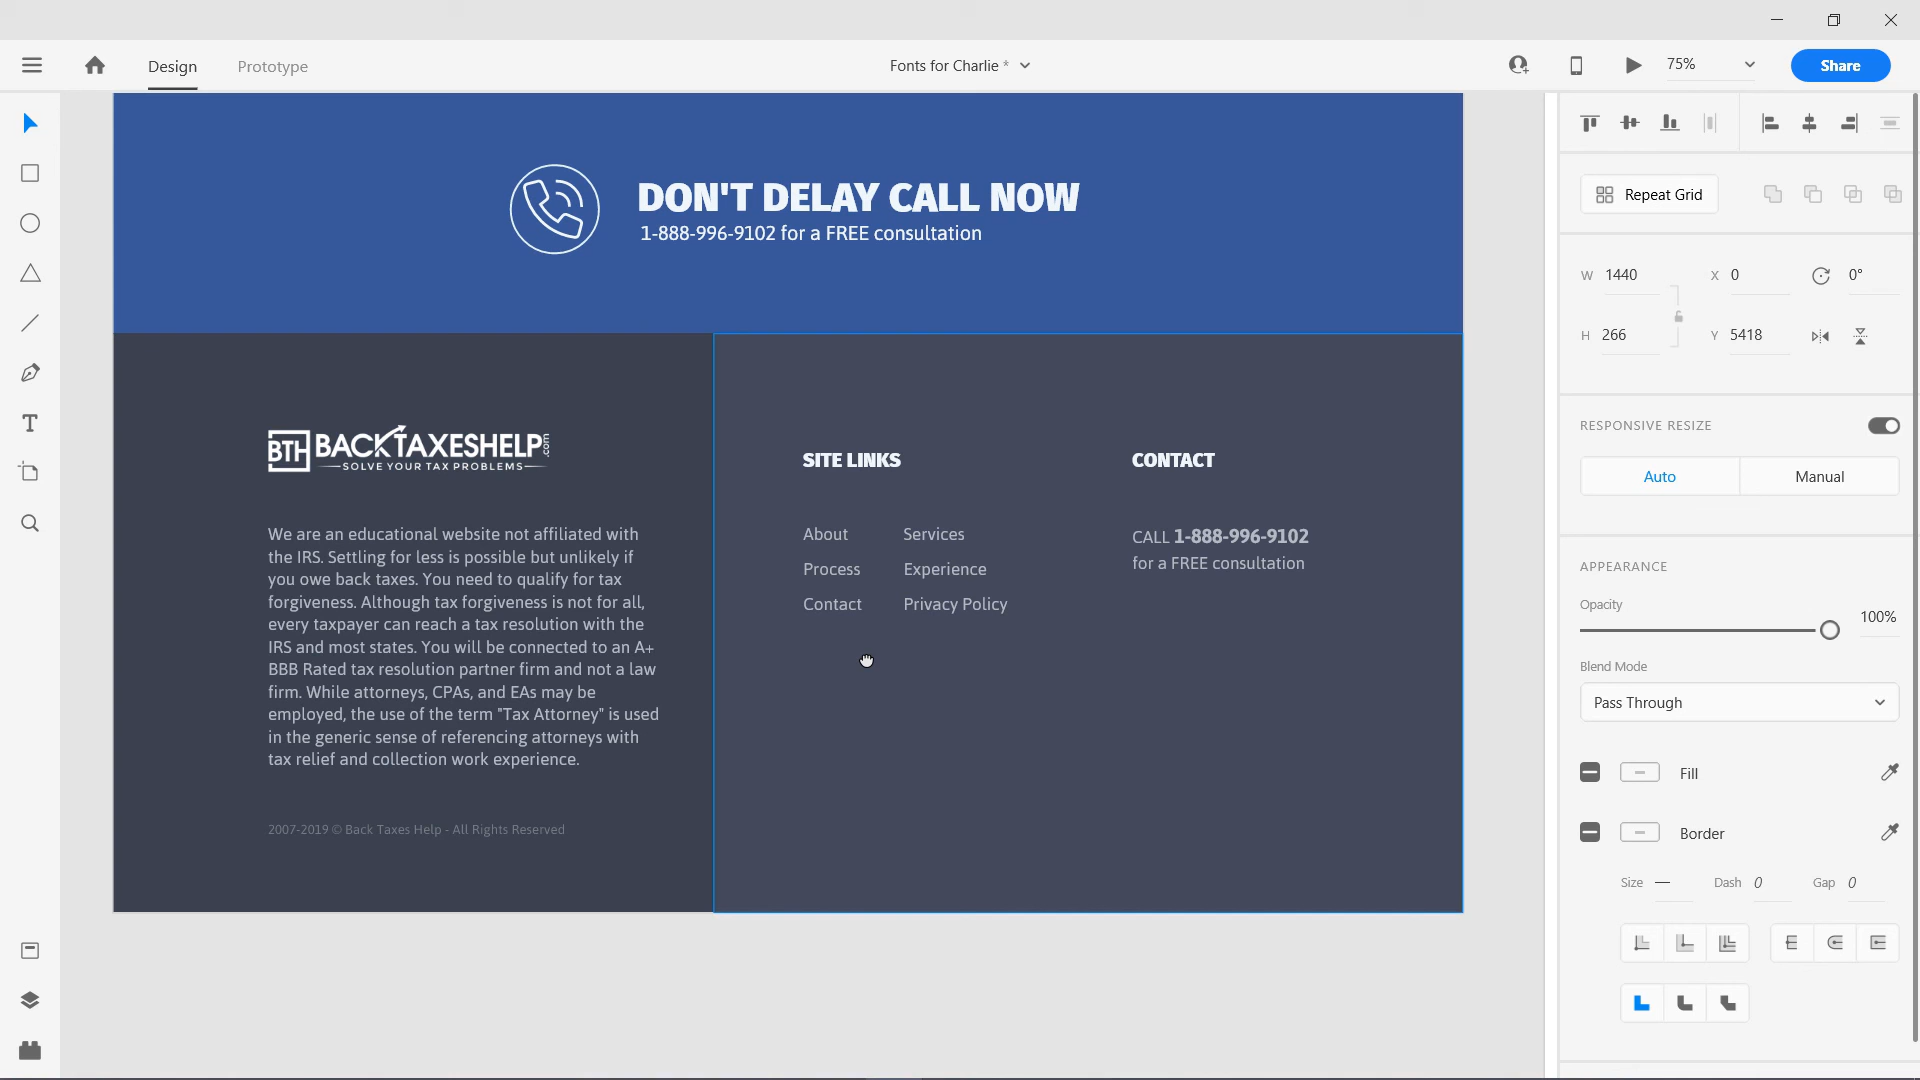 Design
Prototype
Fonts for Charlie *
75%
Share
DON'T DELAY CALL NOW
1-888-996-9102 for a FREE consultation
BTH BACKTAXESHELP.com
SOLVE YOUR TAX PROBLEMS
We are an educational website not affiliated with
the IRS. Settling for less is possible but unlikely if
you owe back taxes. You need to qualify for tax
forgiveness. Although tax forgiveness is not for all,
every taxpayer can reach a tax resolution with the
IRS and most states. You will be connected to an A+
BBB Rated tax resolution partner firm and not a law
firm. While attorneys, CPAs, and EAs may be
employed, the use of the term "Tax Attorney" is used
in the generic sense of referencing attorneys with
tax relief and collection work experience.
2007-2019 © Back Taxes Help - All Rights Reserved
SITE LINKS
About
Services
Process
Experience
Contact
Privacy Policy
CONTACT
CALL 1-888-996-9102
for a FREE consultation
Repeat Grid
W 1440
X 0
0°
H 266
Y 5418
RESPONSIVE RESIZE
Auto
Manual
APPEARANCE
Opacity
100%
Blend Mode
Pass Through
Fill
Border
Size —
Dash 0
Gap 0